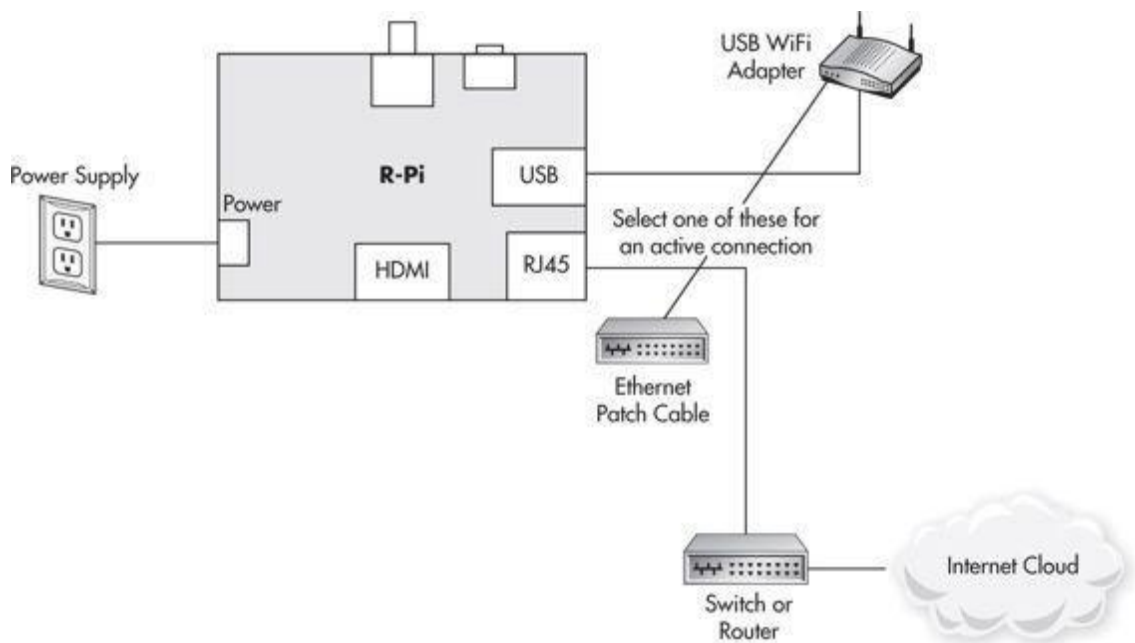 USB WiFi
Adapter
Power Supply
Power
R-Pi
USB
Select one of these for
an active connection
HDMI
RJ45
Ethernet
Patch Cable
Internet Cloud
Switch or
Router